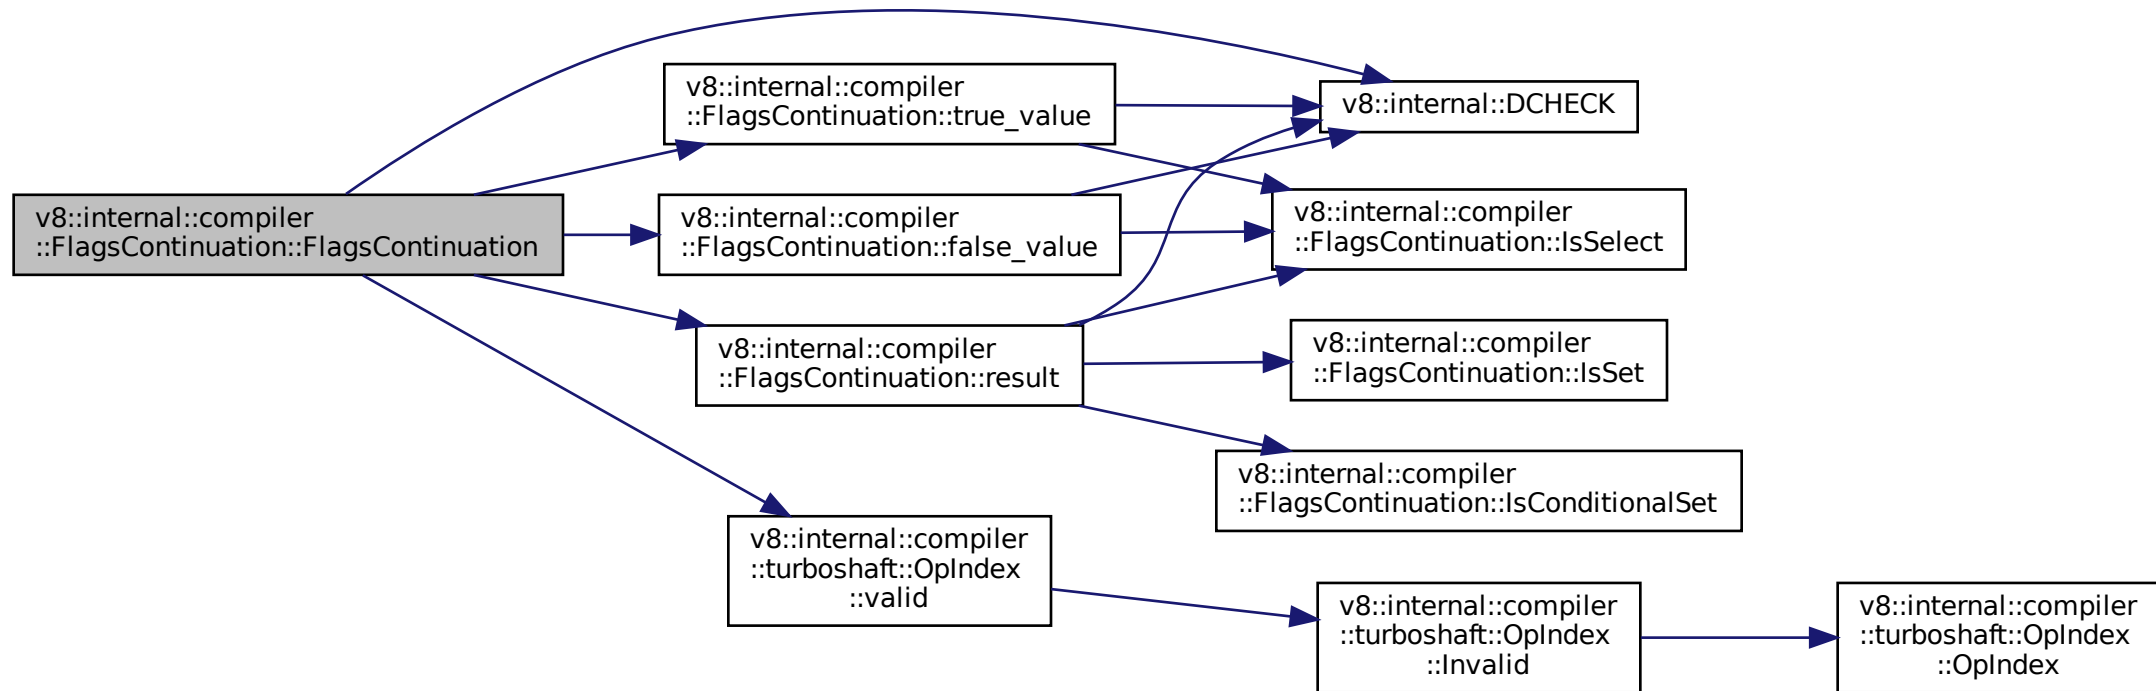 v8::internal::compiler
::FlagsContinuation::FlagsContinuation
v8::internal::compiler
::FlagsContinuation::true_value
v8::internal::compiler
::FlagsContinuation::false_value
v8::internal::compiler
::FlagsContinuation::result
v8::internal::compiler
::turboshaft::OpIndex
::valid
v8::internal::DCHECK
v8::internal::compiler
::FlagsContinuation::IsSelect
v8::internal::compiler
::FlagsContinuation::IsSet
v8::internal::compiler
::FlagsContinuation::IsConditionalSet
v8::internal::compiler
::turboshaft::OpIndex
::Invalid
v8::internal::compiler
::turboshaft::OpIndex
::OpIndex